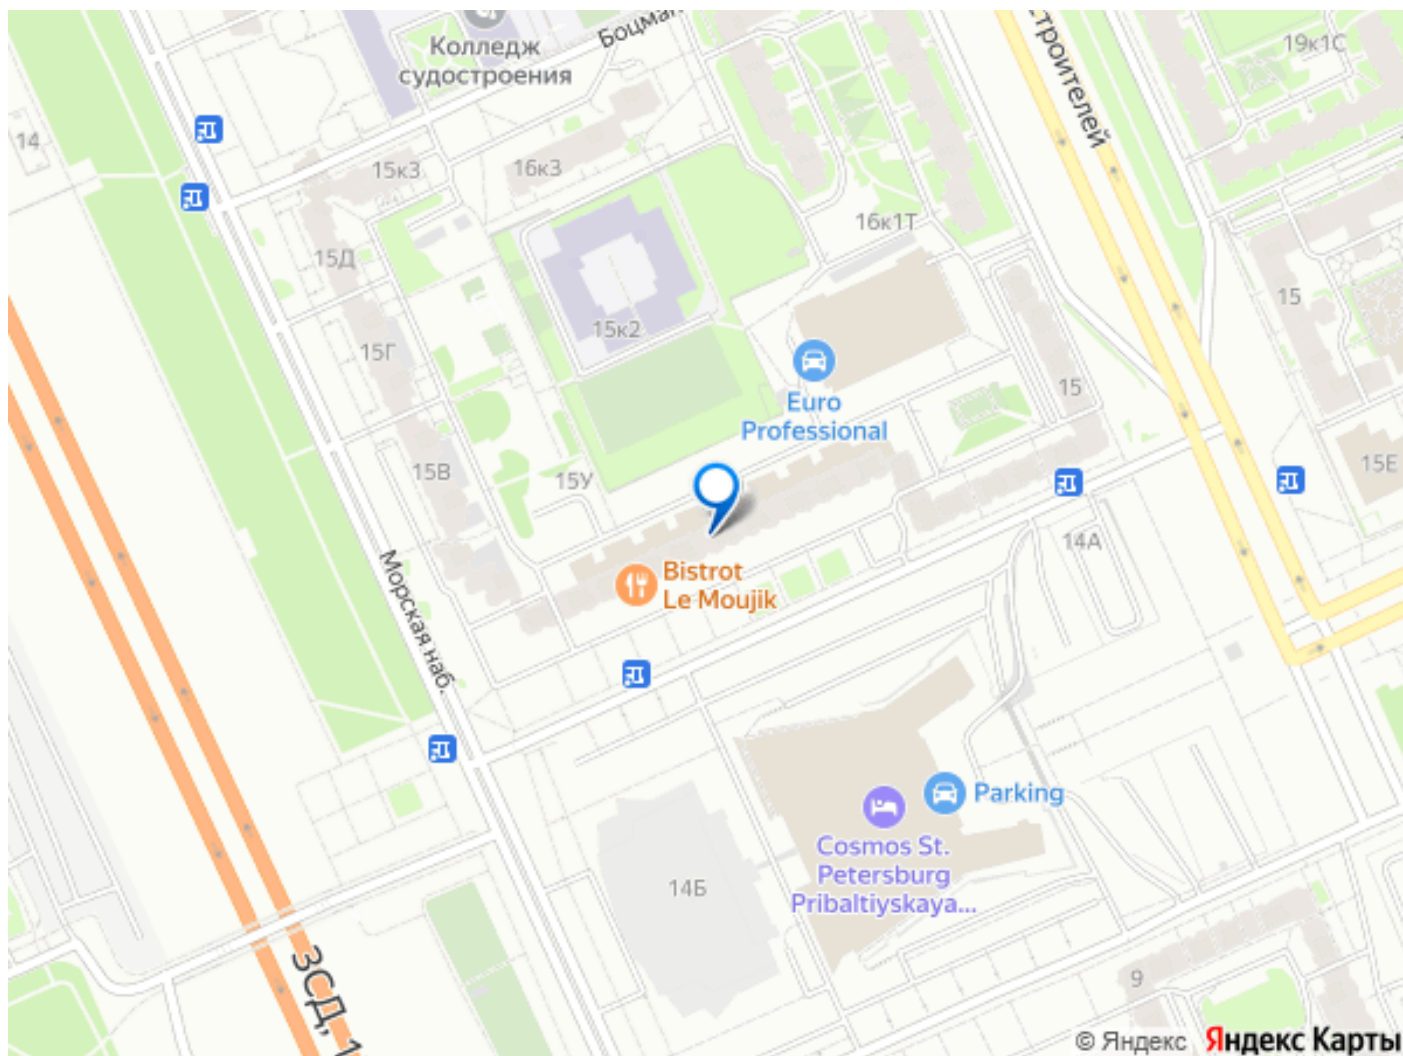 Колледж
судостроения
Боцман
строителей
19к1С
14
15к3
16к3
16к1Т
15Д
15
15к2
15Г
Euro
Professional
15
15В
15У
15Е
14А
Bistrot
Le Moujik
Морская наб.
Parking
Cosmos St.
Petersburg
Pribaltiyskaya...
14Б
ЗСД, 1
9
© Яндекс Яндекс Карты